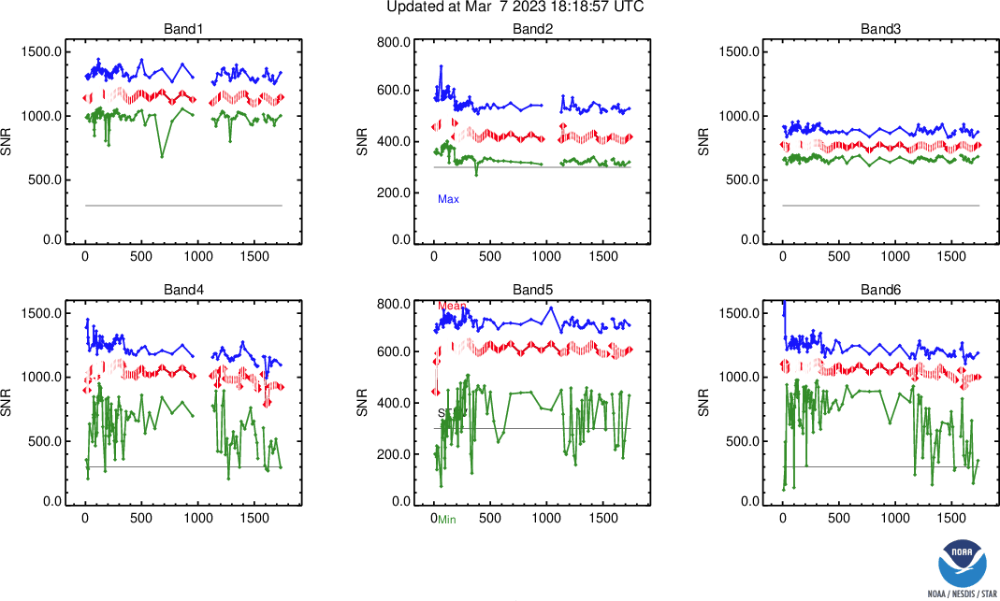 Updated at Mar 7 2023 18:18:57 UTC
Band1
Band2
Band3
SNR
1500.0
1000.0
500.0
0.0
0 500 1000 1500
SNR
800.0
600.0
400.0
200.0
0.0
Max
0 500 1000 1500
SNR
1500.0
1000.0
500.0
0.0
0 500 1000 1500
Band4
Band5
Band6
SNR
1500.0
1000.0
500.0
0.0
0 500 1000 1500
SNR
800.0
600.0
400.0
200.0
0.0
Mean
0 500 1000 1500
Min
SNR
1500.0
1000.0
500.0
0.0
0 500 1000 1500
NOAA
NOAA / NESDIS / STAR